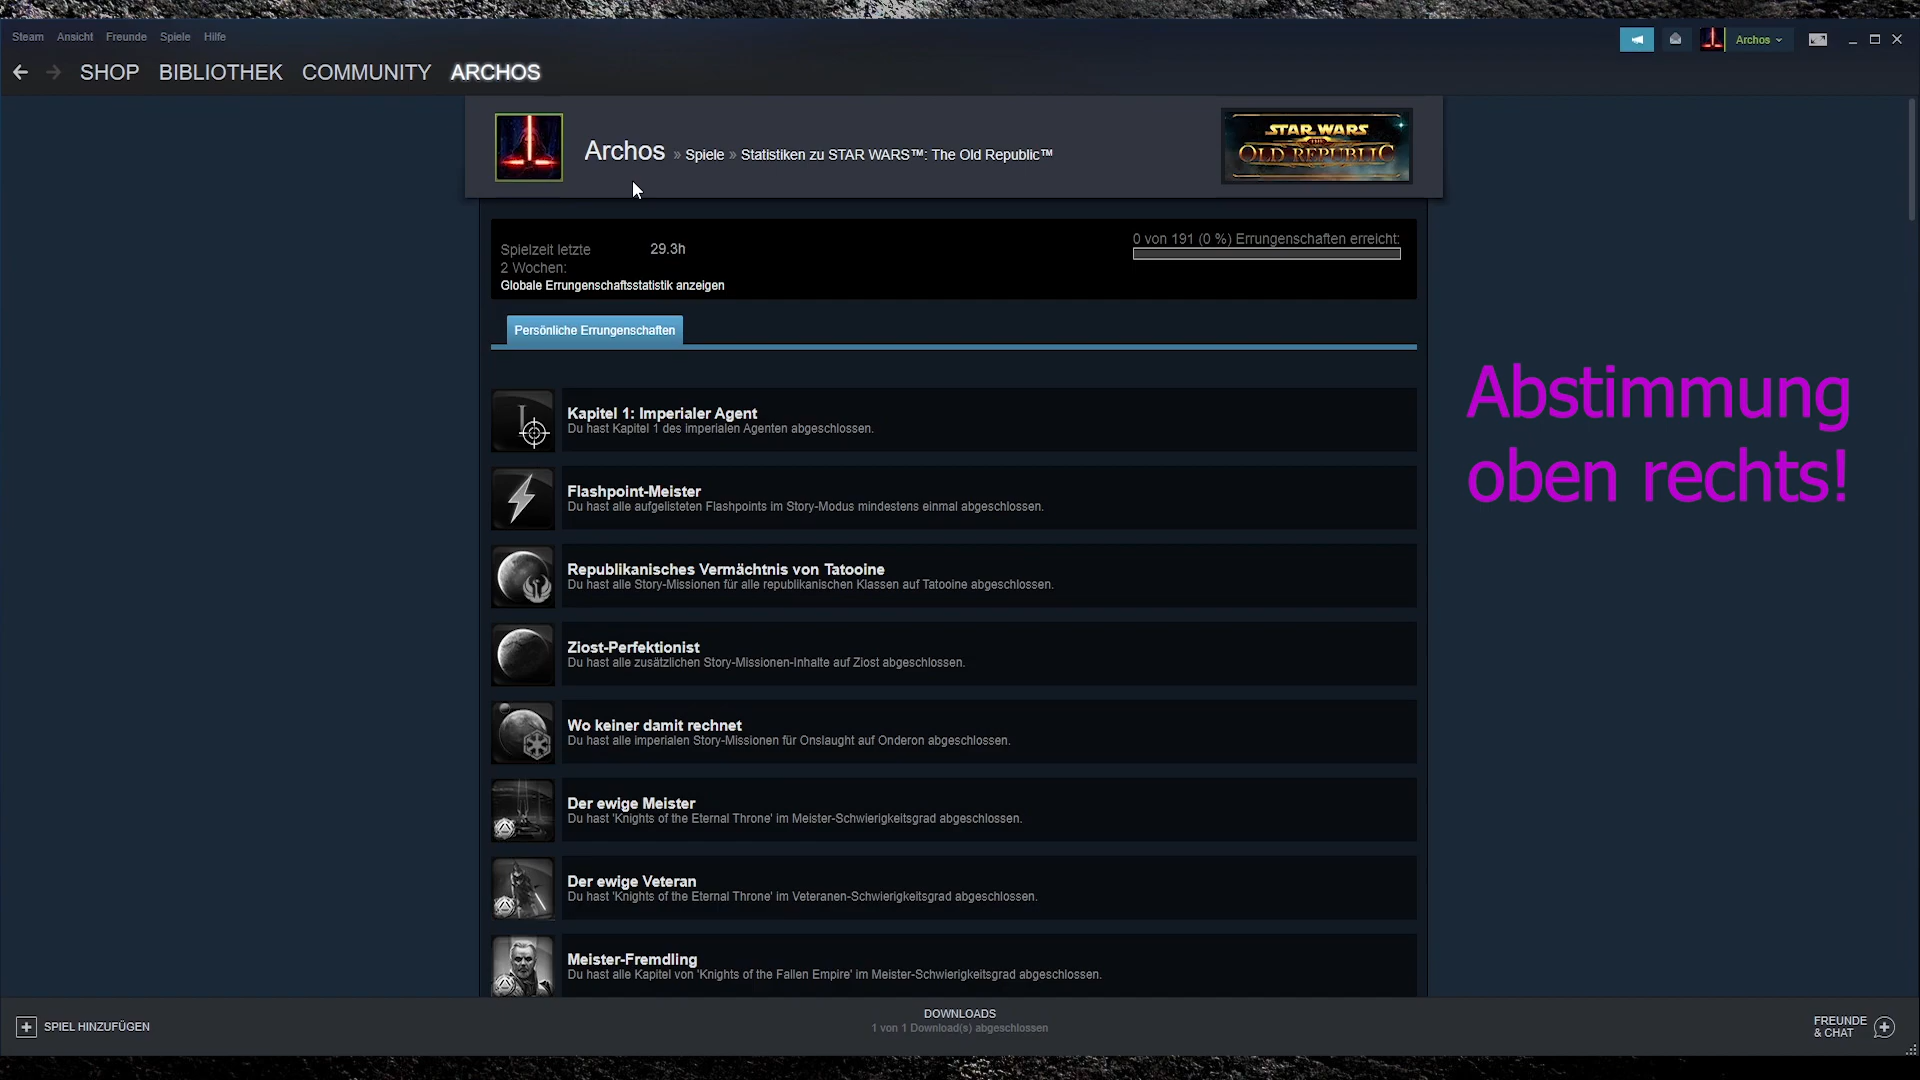 Steam Ansicht Freunde Spiele Hilfe
Archos
SHOP BIBLIOTHEK COMMUNITY ARCHOS
Archos » Spiele » Statistiken zu STAR WARS™: The Old Republic™
STAR WARS
THE
OLD REPUBLIC
Spielzeit letzte
2 Wochen:
29.3h
0 von 191 (0 %) Errungenschaften erreicht:
Globale Errungenschaftsstatistik anzeigen
Persönliche Errungenschaften
Kapitel 1: Imperialer Agent
Du hast Kapitel 1 des imperialen Agenten abgeschlossen.
Flashpoint-Meister
Du hast alle aufgelisteten Flashpoints im Story-Modus mindestens einmal abgeschlossen.
Republikanisches Vermächtnis von Tatooine
Du hast alle Story-Missionen für alle republikanischen Klassen auf Tatooine abgeschlossen.
Ziost-Perfektionist
Du hast alle zusätzlichen Story-Missionen-Inhalte auf Ziost abgeschlossen.
Wo keiner damit rechnet
Du hast alle imperialen Story-Missionen für Onslaught auf Onderon abgeschlossen.
Der ewige Meister
Du hast 'Knights of the Eternal Throne' im Meister-Schwierigkeitsgrad abgeschlossen.
Der ewige Veteran
Du hast 'Knights of the Eternal Throne' im Veteranen-Schwierigkeitsgrad abgeschlossen.
Meister-Fremdling
Du hast alle Kapitel von 'Knights of the Fallen Empire' im Meister-Schwierigkeitsgrad abgeschlossen.
Abstimmung
oben rechts!
SPIEL HINZUFÜGEN
DOWNLOADS
1 von 1 Download(s) abgeschlossen
FREUNDE
& CHAT